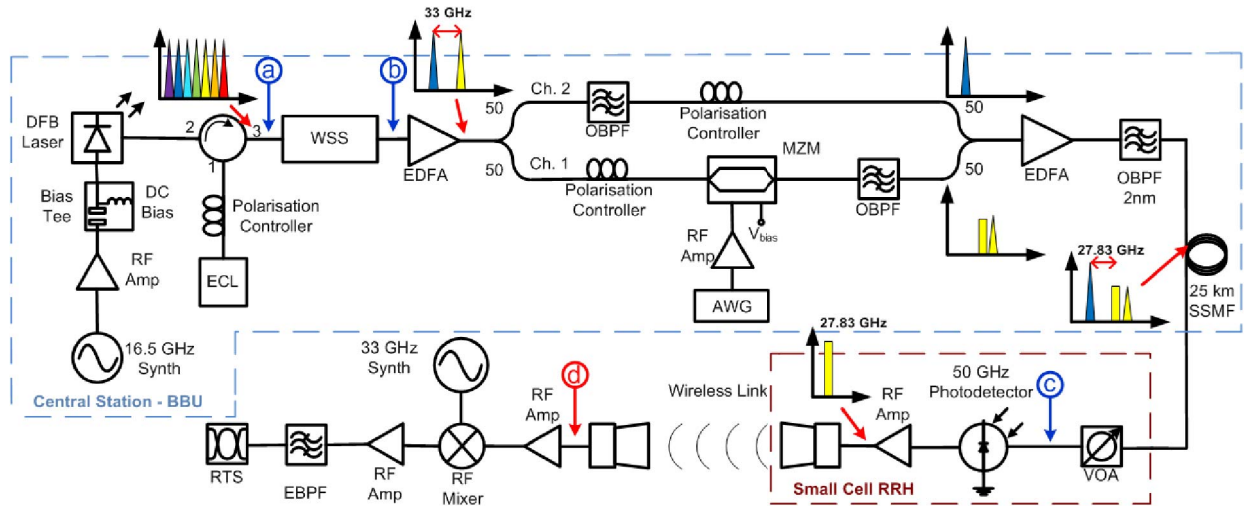 33 GHz
a
b
DFB
Laser
2
3
1
WSS
EDFA
50
50
Ch. 2
OBPF
Polarisation
Controller
Ch. 1
Polarisation
Controller
MZM
Vbias
OBPF
50
50
EDFA
OBPF
2nm
Bias
Tee
DC
Bias
Polarisation
Controller
RF
Amp
ECL
RF
Amp
AWG
27.83 GHz
25 km
SSMF
16.5 GHz
Synth
Central Station - BBU
33 GHz
Synth
RF
Amp
d
Wireless Link
27.83 GHz
RF
Amp
50 GHz
Photodetector
c
VOA
Small Cell RRH
RTS
EBPF
RF
Amp
RF
Mixer